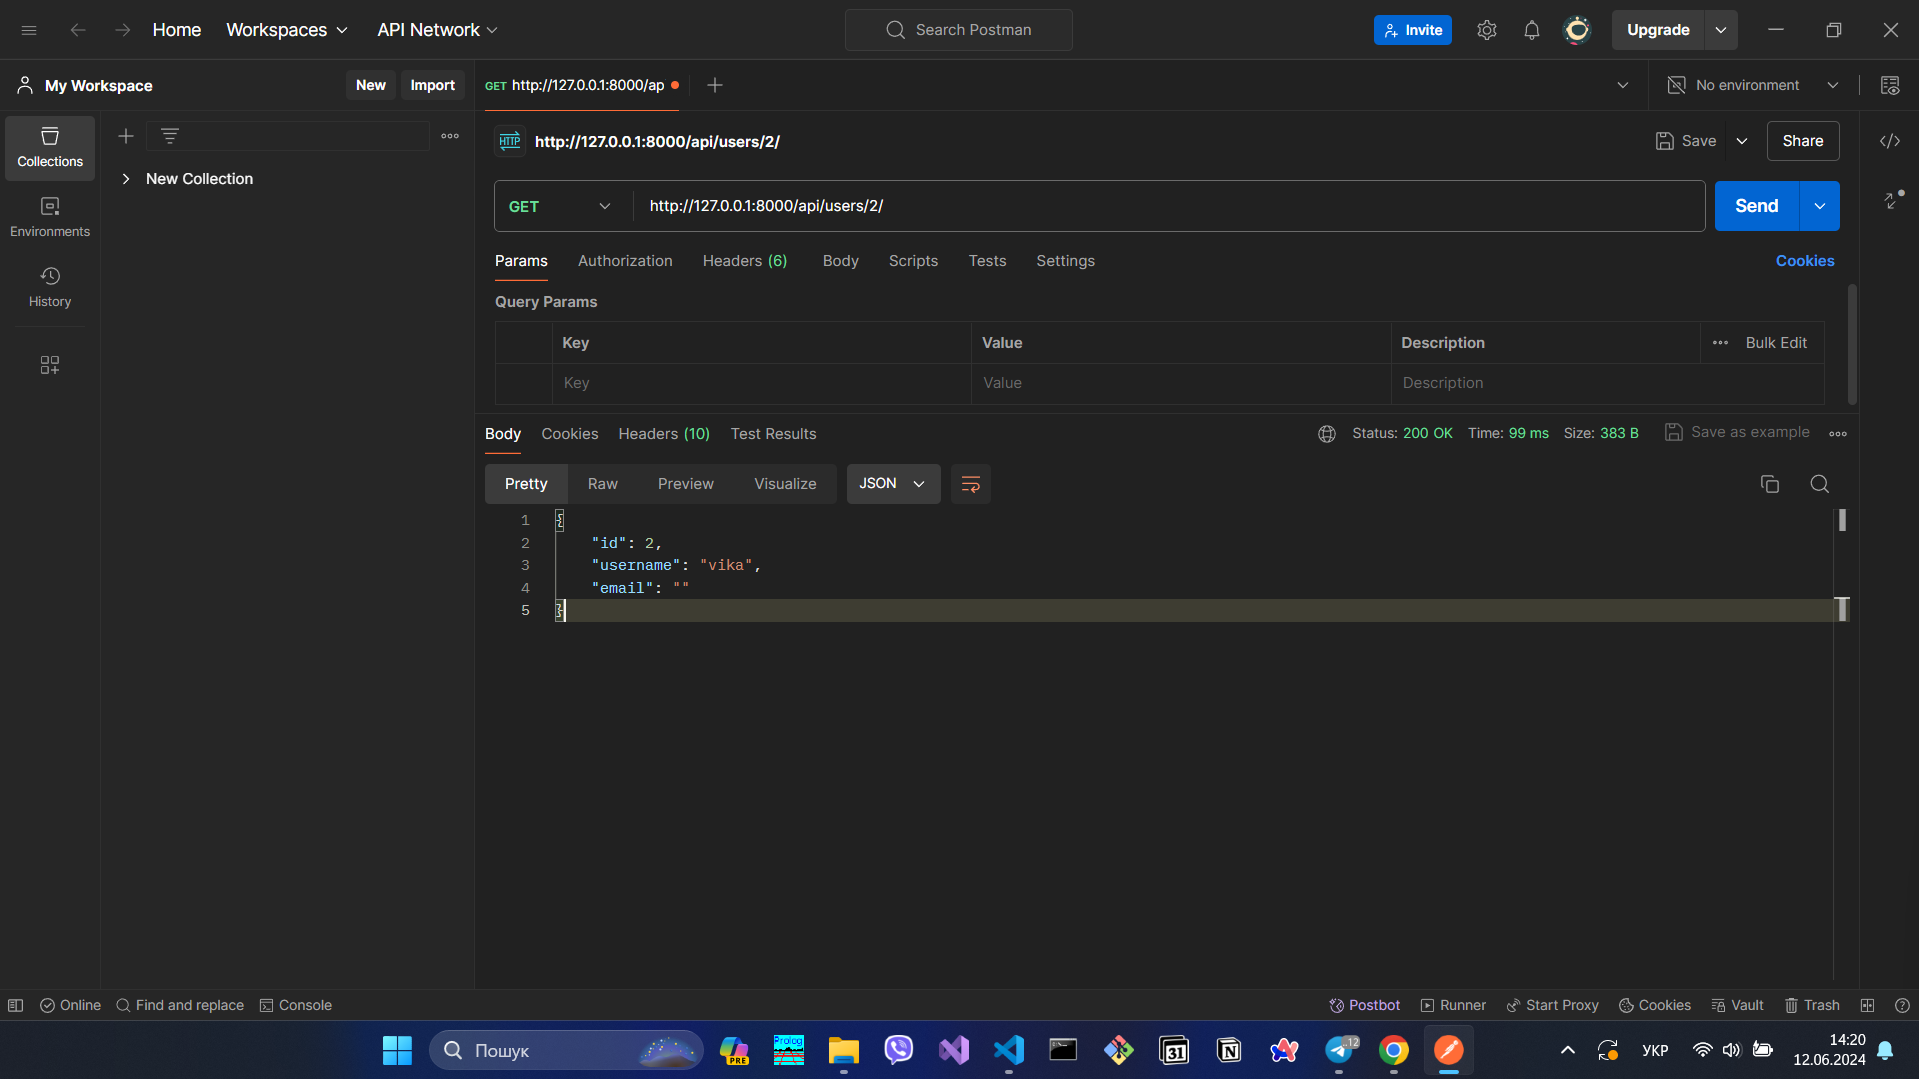 Home Workspaces API Network Search Postman Invite Upgrade
My Workspace New Import GET http://127.0.0.1:8000/ap No environment
Collections
Environments
History
New Collection
HTTP http://127.0.0.1:8000/api/users/2/ Save Share
GET http://127.0.0.1:8000/api/users/2/ Send
Params Authorization Headers (6) Body Scripts Tests Settings Cookies
Query Params
Key Value Description Bulk Edit
Key Value Description
Body Cookies Headers (10) Test Results Status: 200 OK Time: 99 ms Size: 383 B Save as example
Pretty Raw Preview Visualize JSON
1 {
2 "id": 2,
3 "username": "vika",
4 "email": ""
5 }
Online Find and replace Console Postbot Runner Start Proxy Cookies Vault Trash
Пошук PRE Prolog 31 12 УКР 14:20
12.06.2024